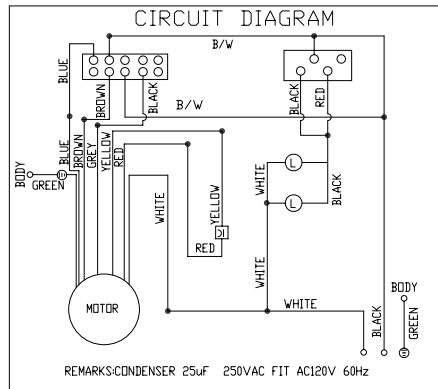 CIRCUIT DIAGRAM
B/W
BLUE
BROWN
BLACK
BLACK
RED
B/W
BLUE
BROWN
GREY
YELLOW
RED
BODY
GREEN
WHITE
YELLOW
RED
WHITE
L
L
BLACK
WHITE
MOTOR
WHITE
BLACK
BODY
GREEN
REMARKS:CONDENSER 25uF 250VAC FIT AC120V 60Hz